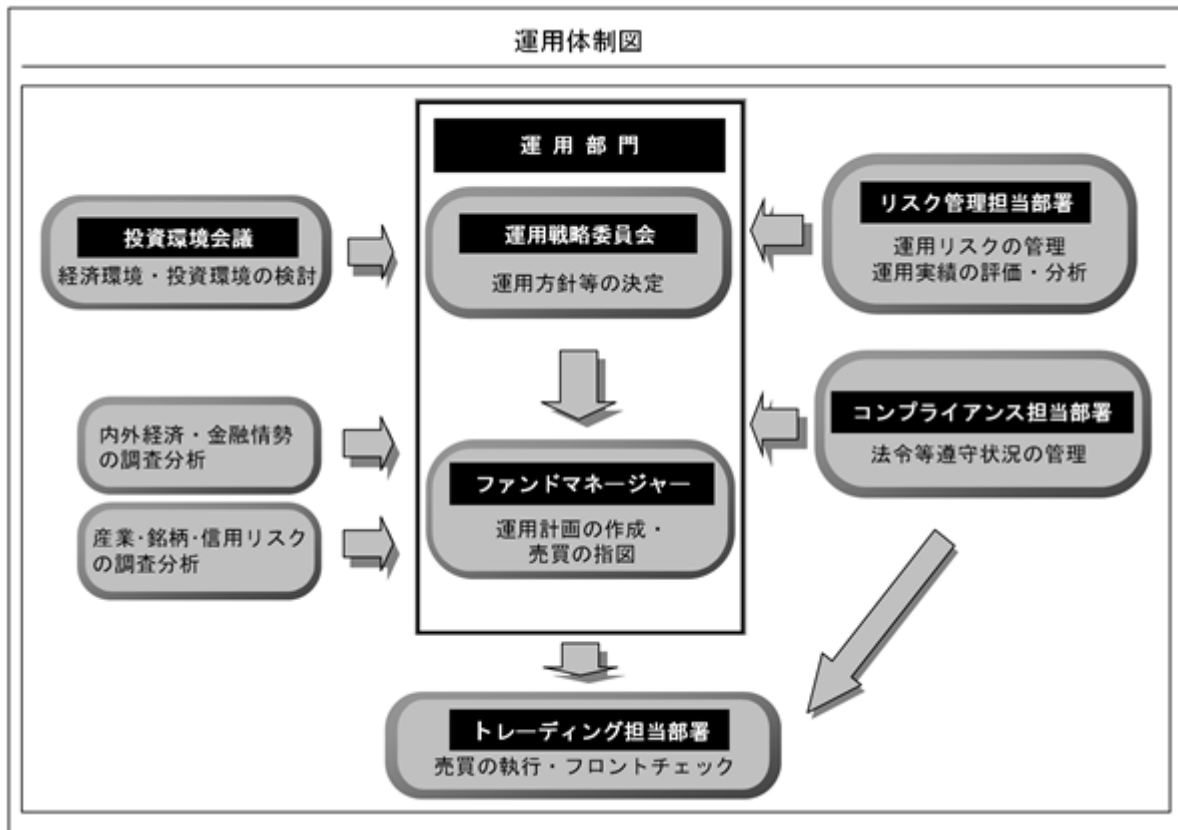 運用体制図
運用部門
投資環境会議
経済環境・投資環境の検討
運用戦略委員会
運用方針等の決定
リスク管理担当部署
運用リスクの管理
運用実績の評価・分析
内外経済・金融情勢
の調査分析
産業・銘柄・信用リスク
の調査分析
ファンドマネージャー
運用計画の作成・
売買の指図
コンプライアンス担当部署
法令等遵守状況の管理
トレーディング担当部署
売買の執行・フロントチェック